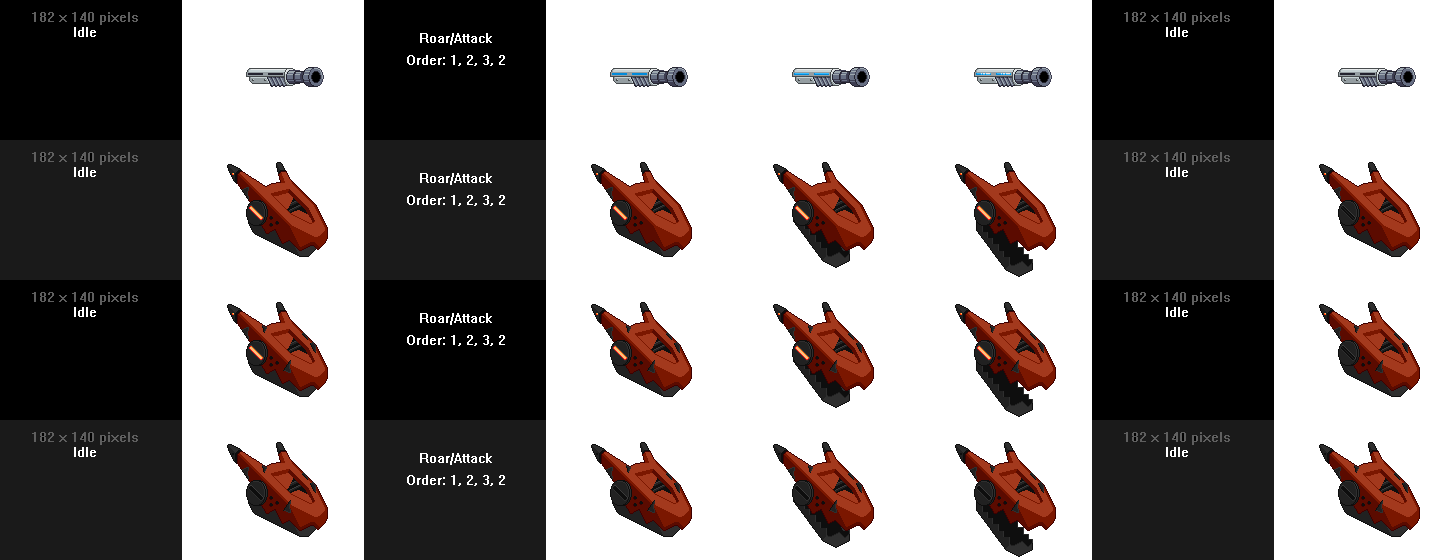 182 × 140 pixels
Idle
Roar/Attack
Order: 1, 2, 3, 2
182 × 140 pixels
Idle
182 × 140 pixels
Idle
Roar/Attack
Order: 1, 2, 3, 2
182 × 140 pixels
Idle
182 × 140 pixels
Idle
Roar/Attack
Order: 1, 2, 3, 2
182 × 140 pixels
Idle
182 × 140 pixels
Idle
Roar/Attack
Order: 1, 2, 3, 2
182 × 140 pixels
Idle